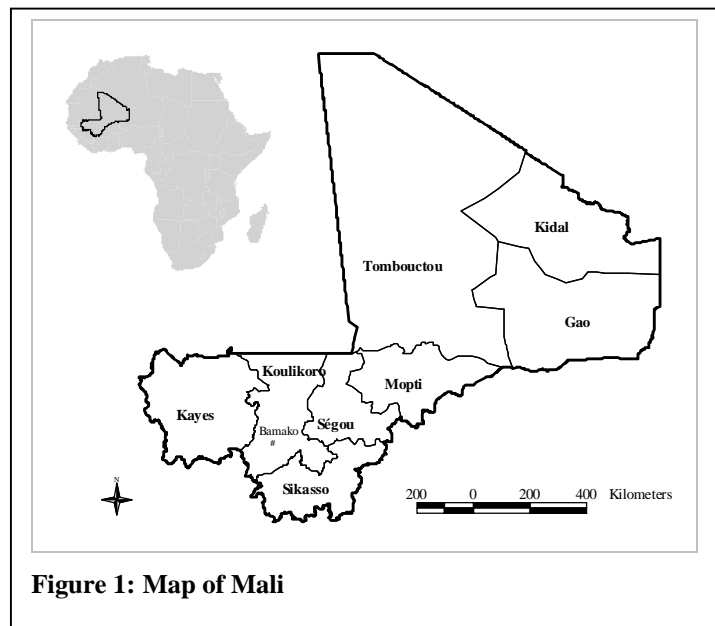 N
Tombouctou
Kidal
Gao
Koulikoro
Mopti
Kayes
Ségou
Bamako
#
Sikasso
200 0 200 400 Kilometers
Figure 1: Map of Mali